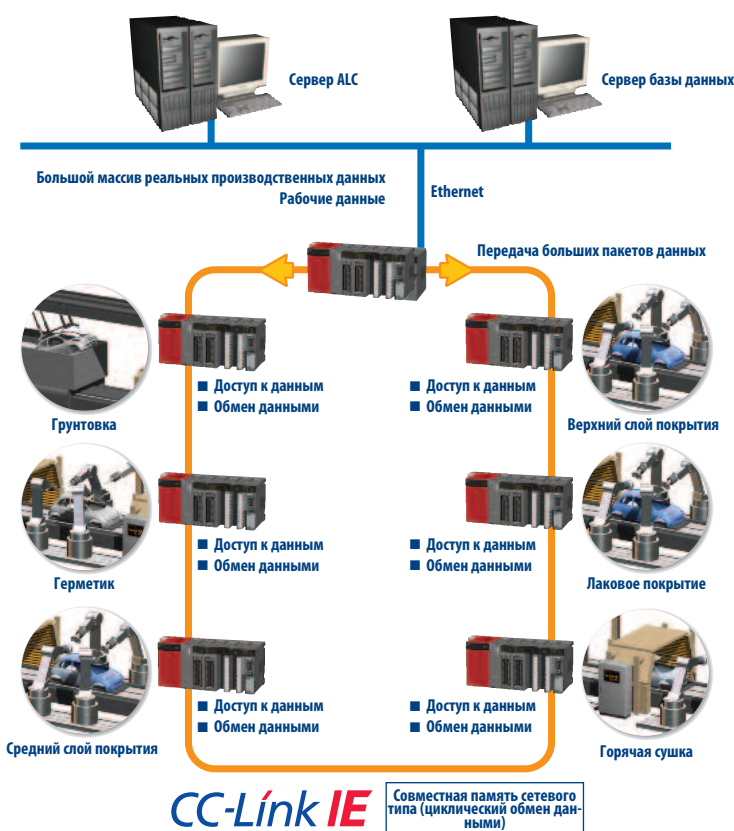 Сервер ALC
Сервер базы данных
Большой массив реальных производственных данных
Рабочие данные
Ethernet
Передача больших пакетов данных
■ Доступ к данным
■ Обмен данными
Грунтовка
■ Доступ к данным
■ Обмен данными
Верхний слой покрытия
■ Доступ к данным
■ Обмен данными
Герметик
■ Доступ к данным
■ Обмен данными
Лаковое покрытие
■ Доступ к данным
■ Обмен данными
Средний слой покрытия
■ Доступ к данным
■ Обмен данными
Горячая сушка
CC-Link IE
Совместная память сетевого
типа (циклический обмен дан-
ными)